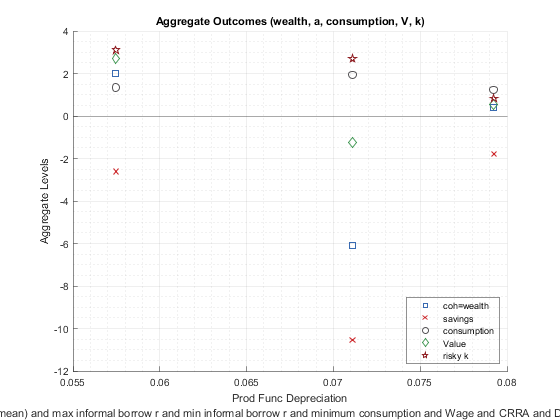 Aggregate Outcomes (wealth, a, consumption, V, k)
Aggregate Levels
4
2
0
-2
-4
-6
-8
-10
-12
0.055
0.06
0.065
0.07
0.075
0.08
coh=wealth
savings
consumption
Value
risky k
Prod Func Depreciation
mean) and max informal borrow r and min informal borrow r and minimum consumption and Wage and CRRA and D